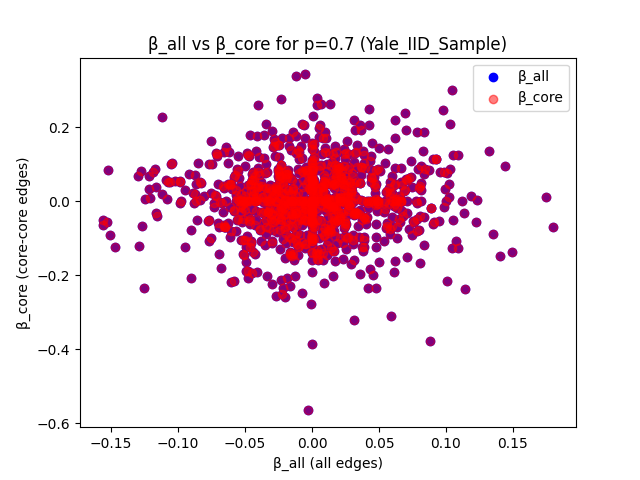 β_all vs β_core for p=0.7 (Yale_IID_Sample)
β_all
β_core
0.2
0.0
−0.2
−0.4
−0.6
β_core (core-core edges)
−0.15
−0.10
−0.05
0.00
0.05
0.10
0.15
β_all (all edges)